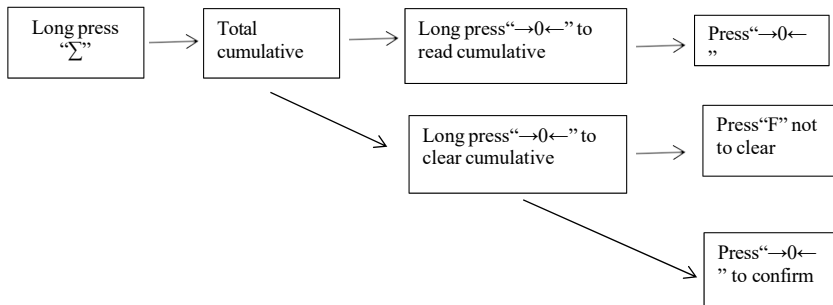 Long press
“∑”
Total
cumulative
Long press“→0←” to
read cumulative
Press“→0←
”
Long press“→0←” to
clear cumulative
Press“F” not
to clear
Press“→0←
” to confirm